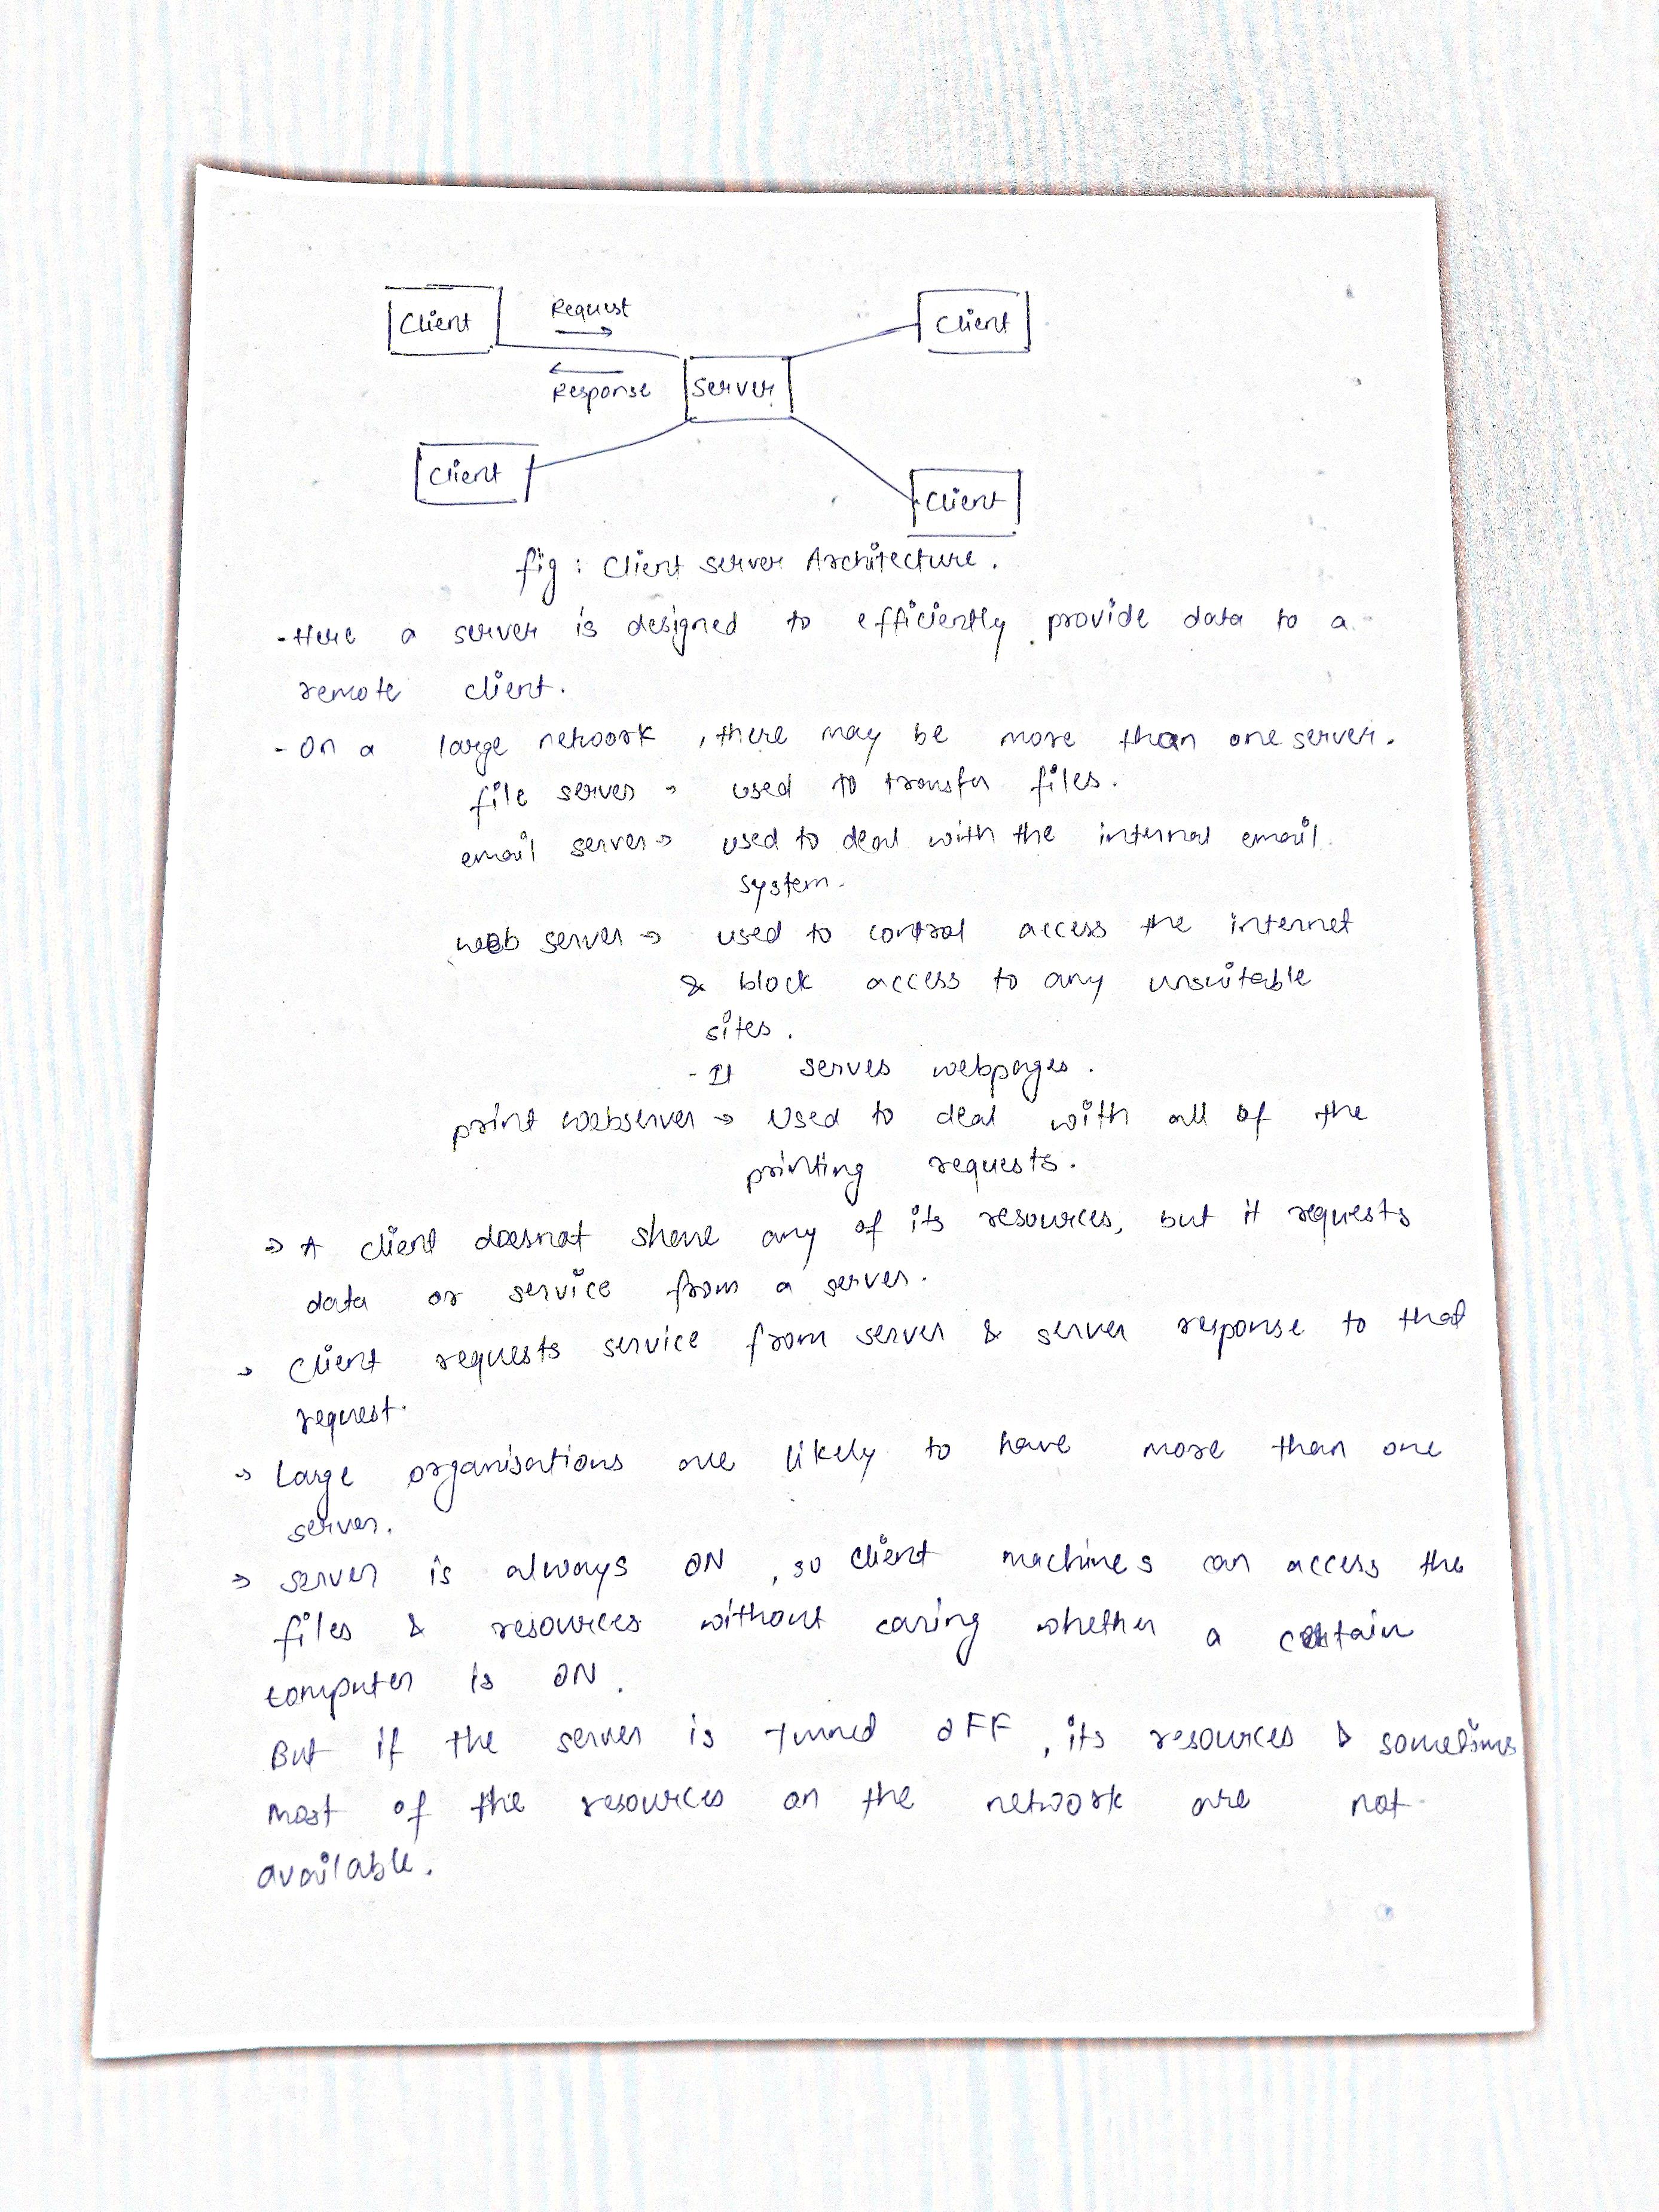 Client
Request
Client
Response
Server
Client
Client
fig : Client server Architecture.
- Here a server is designed to efficiently provide data to a
remote client.
- On a large network, there may be more than one server.
file server → used to transfer files.
email server → used to deal with the internal email
system.
web server → used to control access the internet
& block access to any unsuitable
sites.
- It serves webpages.
print webserver → Used to deal with all of the
printing requests.
→ A client doesnot share any of its resources, but it requests
data or service from a server.
→ Client requests service from server & server response to that
request.
→ Large organisations are likely to have more than one
server.
→ server is always ON, so client machines can access the
files & resources without caring whether a certain
computer is ON.
But if the server is turned OFF, its resources & sometimes
most of the resources on the network are not
available.